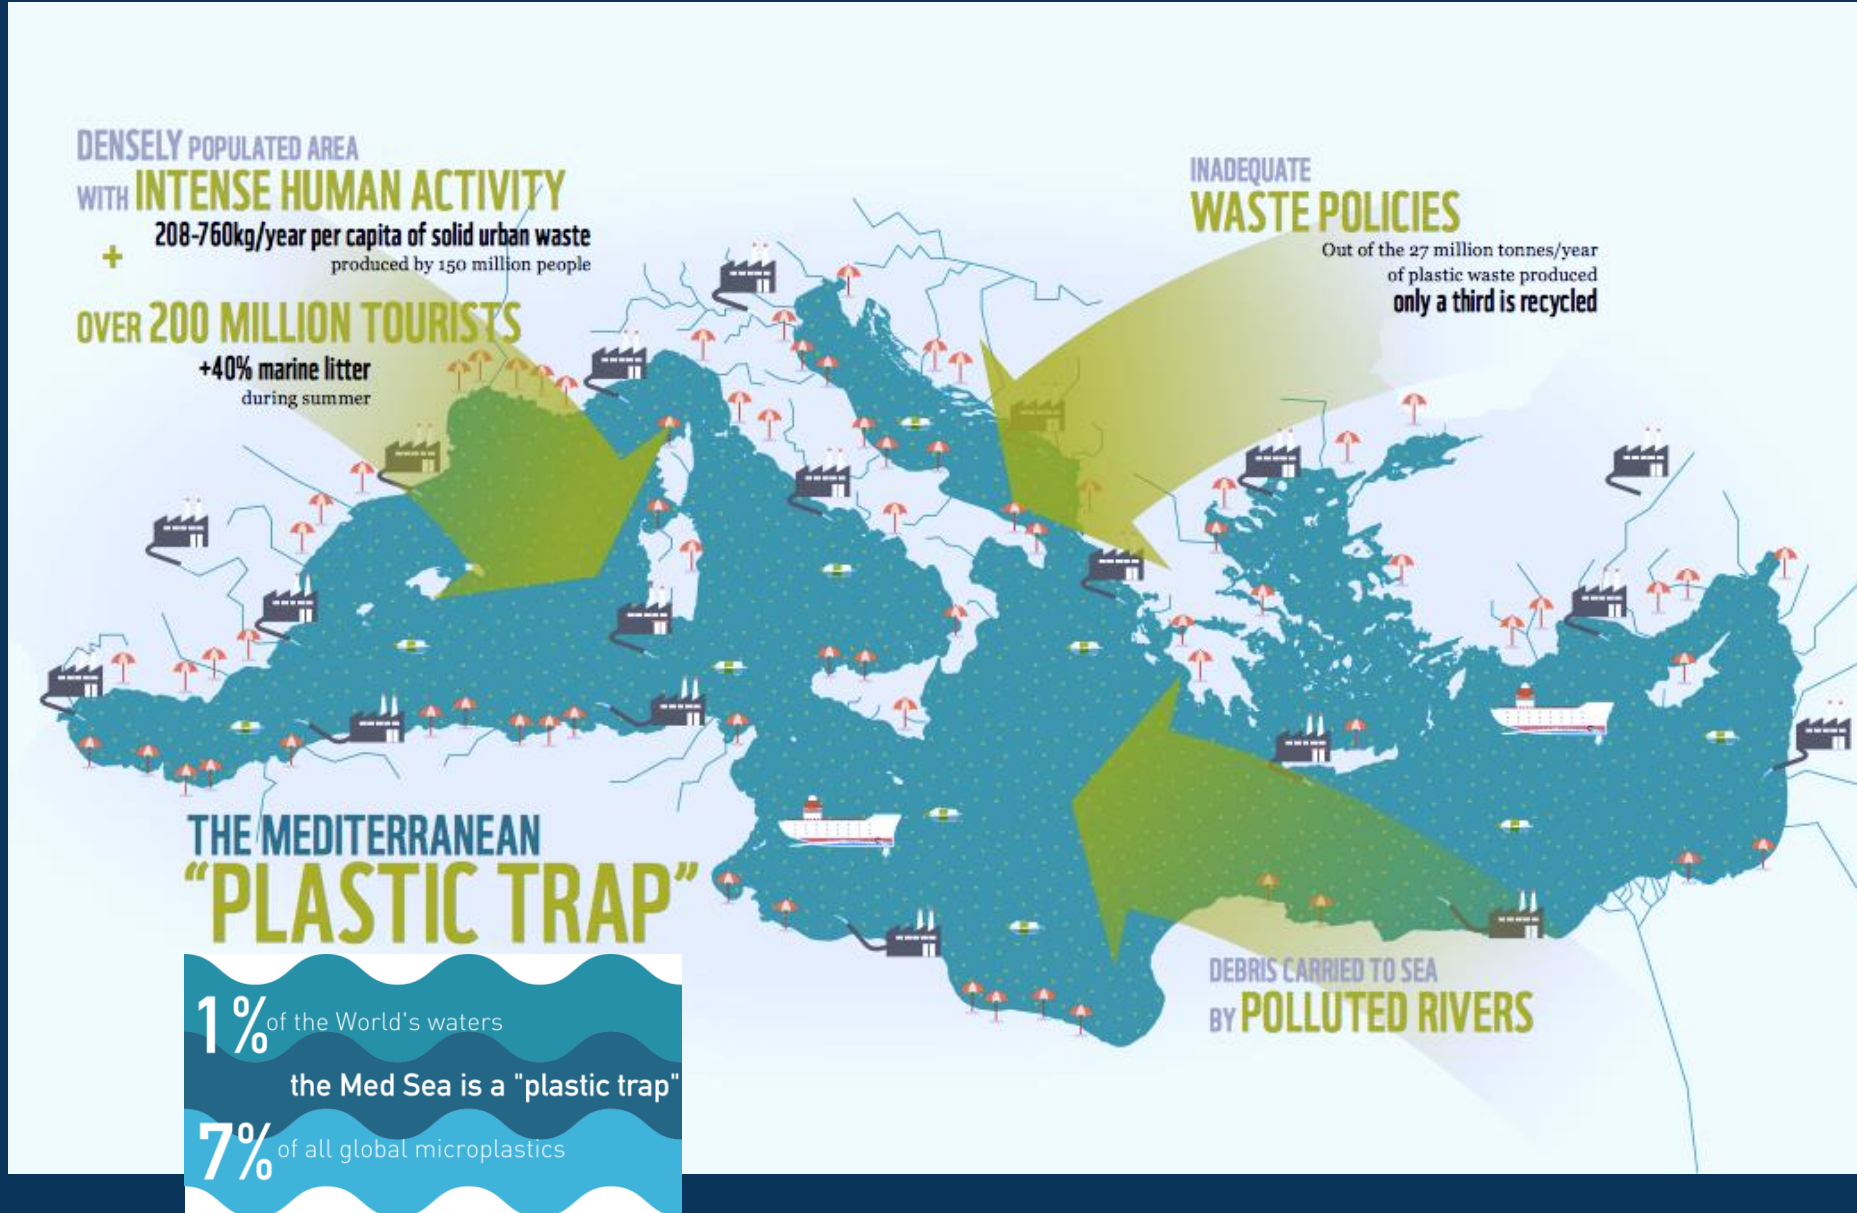 DENSELY POPULATED AREA
WITH INTENSE HUMAN ACTIVITY
208-760kg/year per capita of solid urban waste
produced by 150 million people
+
OVER 200 MILLION TOURISTS
+40% marine litter
during summer
INADEQUATE
WASTE POLICIES
Out of the 27 million tonnes/year
of plastic waste produced
only a third is recycled
THE MEDITERRANEAN
“PLASTIC TRAP”
1% of the World's waters
the Med Sea is a "plastic trap"
7% of all global microplastics
DEBRIS CARRIED TO SEA
BY POLLUTED RIVERS